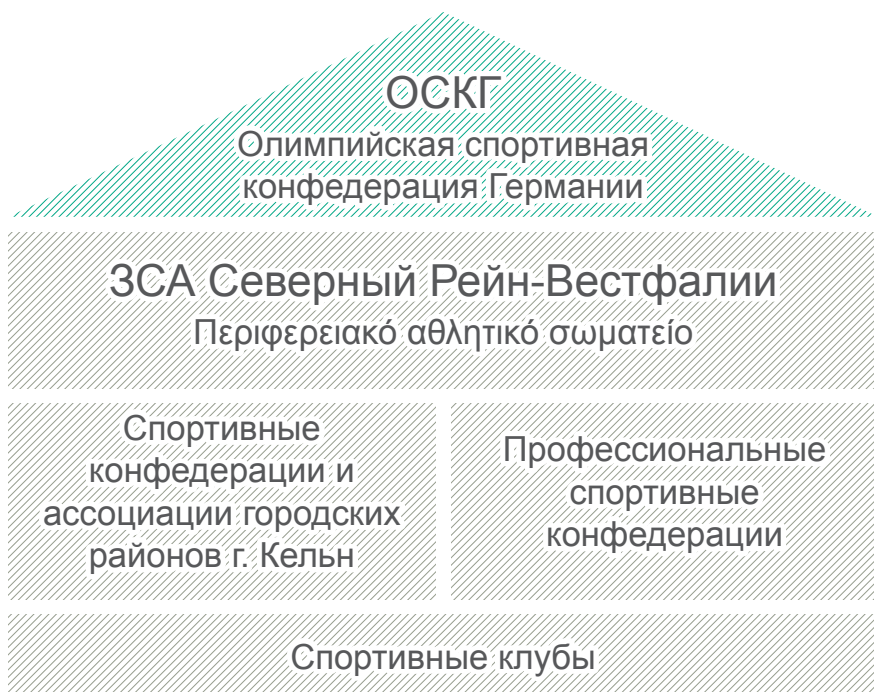 ОСКГ
Олимпийская спортивная
конфедерация Германии
ЗСА Северный Рейн-Вестфалии
Περιφερειακό αθλητικό σωματείο
Спортивные
конфедерации и
ассоциации городских
районов г. Кельн
Профессиональные
спортивные
конфедерации
Спортивные клубы